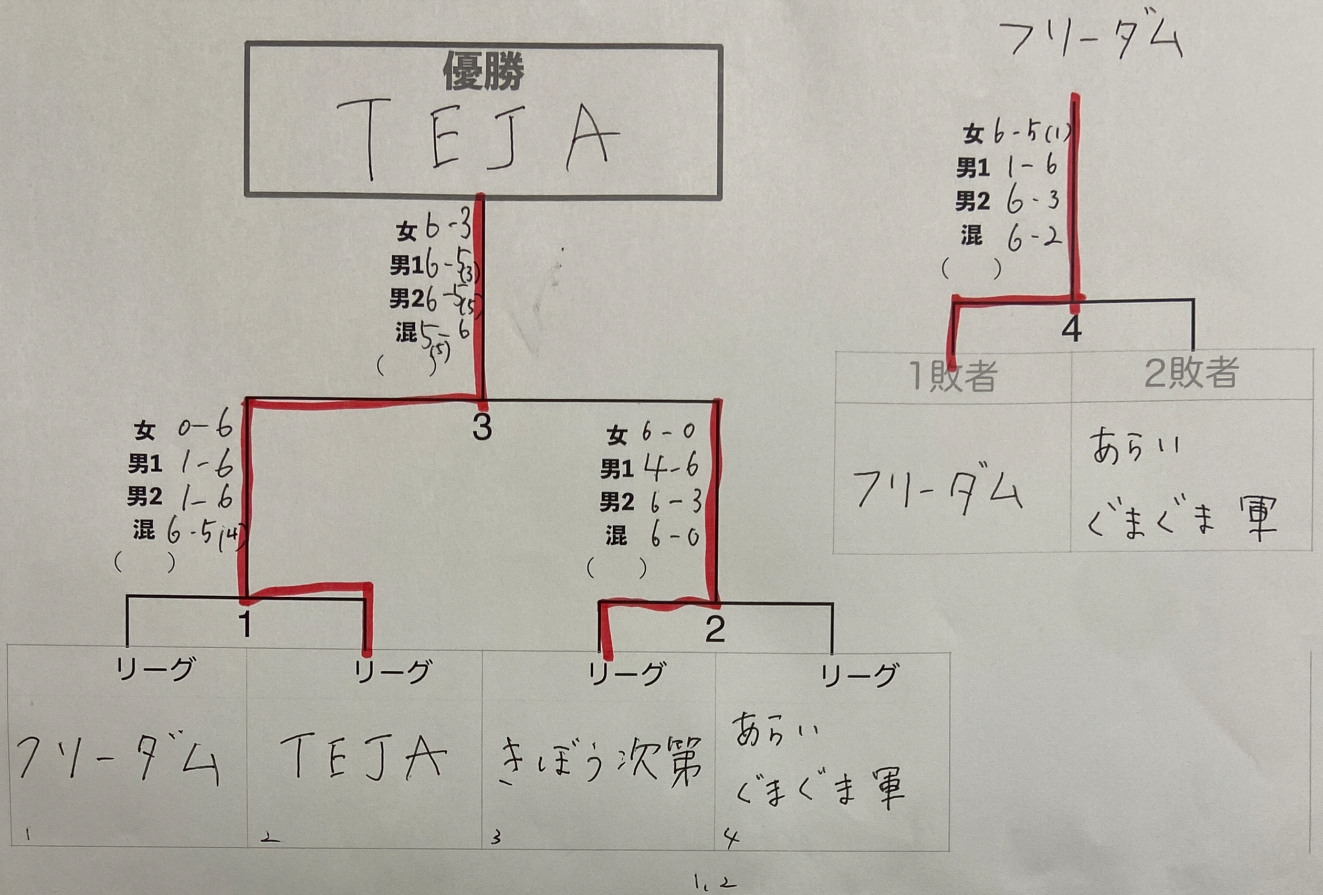 優勝
TEJA
女 6-3
男1 6-5(3)
男2 6-5(5)
混 5-6
(5)
( )
3
女 0-6
男1 1-6
男2 1-6
混 6-5(4)
( )
1
女 6-0
男1 4-6
男2 6-3
混 6-0
( )
2
リーグ
リーグ
リーグ
リーグ
フリーダム
TEJA
きぼう次第
あらい
ぐまぐま軍
1
2
3
4
1,2
フリーダム
女 6-5(1)
男1 1-6
男2 6-3
混 6-2
( )
4
1敗者
2敗者
フリーダム
あらい
ぐまぐま軍